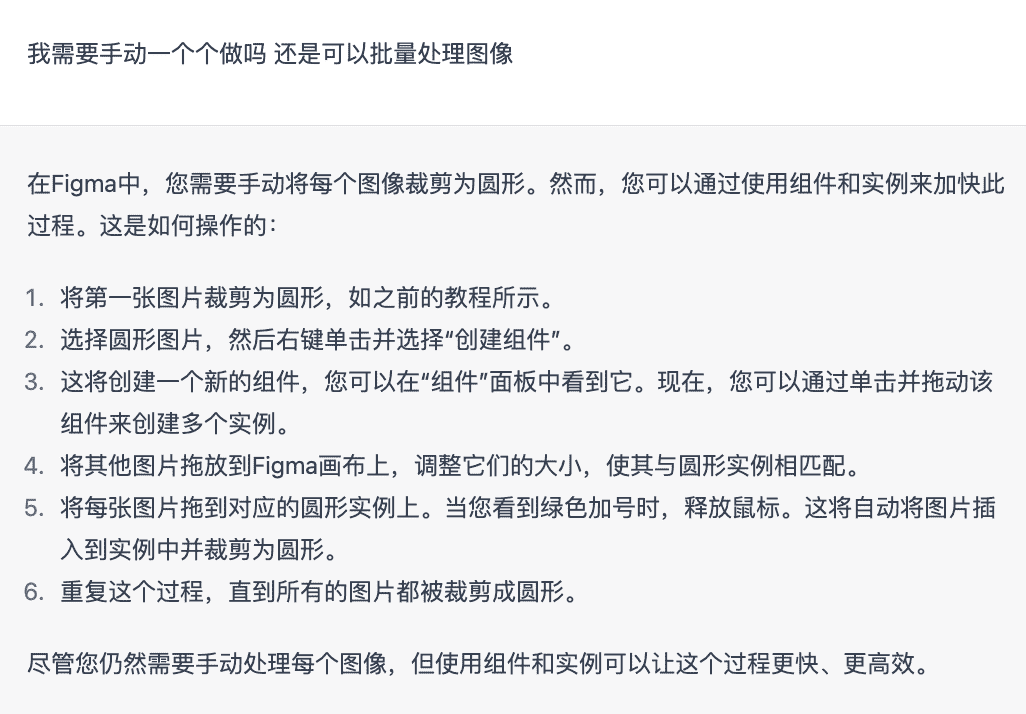 我需要手动一个个做吗 还是可以批量处理图像
在Figma中，您需要手动将每个图像裁剪为圆形。然而，您可以通过使用组件和实例来加快此
过程。这是如何操作的：
1. 将第一张图片裁剪为圆形，如之前的教程所示。
2. 选择圆形图片，然后右键单击并选择“创建组件”。
3. 这将创建一个新的组件，您可以在“组件”面板中看到它。现在，您可以通过单击并拖动该
组件来创建多个实例。
4. 将其他图片拖放到Figma画布上，调整它们的大小，使其与圆形实例相匹配。
5. 将每张图片拖到对应的圆形实例上。当您看到绿色加号时，释放鼠标。这将自动将图片插
入到实例中并裁剪为圆形。
6. 重复这个过程，直到所有的图片都被裁剪成圆形。
尽管您仍然需要手动处理每个图像，但使用组件和实例可以让这个过程更快、更高效。